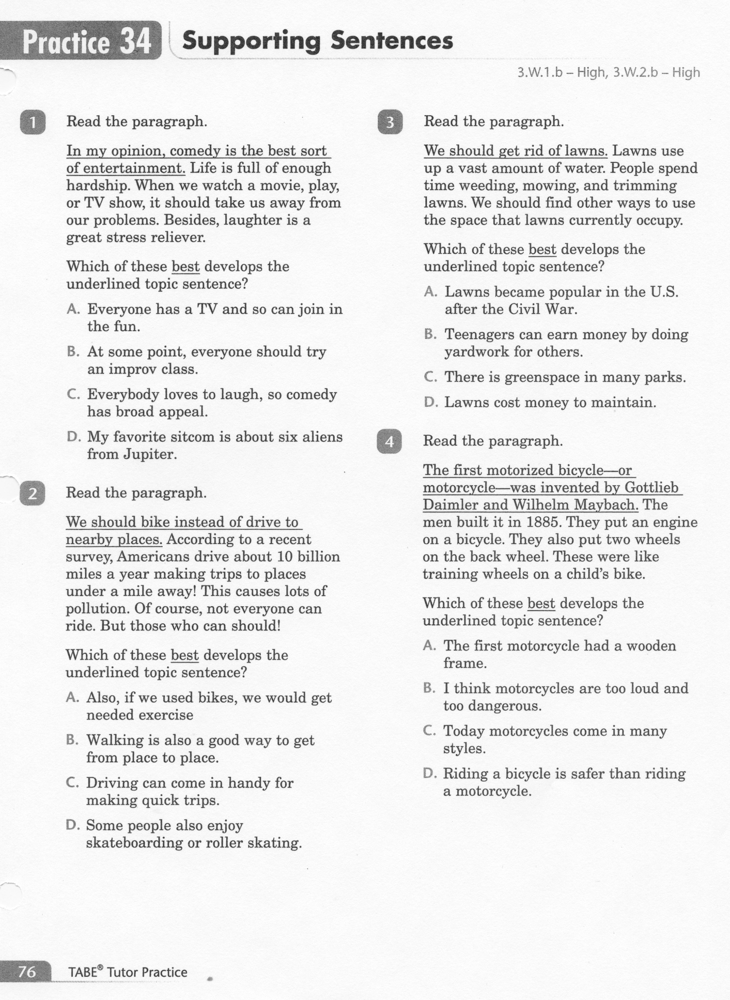 Practice 34
Supporting Sentences
3.W.1.b – High, 3.W.2.b – High
1
Read the paragraph.
In my opinion, comedy is the best sort
of entertainment. Life is full of enough
hardship. When we watch a movie, play,
or TV show, it should take us away from
our problems. Besides, laughter is a
great stress reliever.
Which of these best develops the
underlined topic sentence?
A. Everyone has a TV and so can join in
the fun.
B. At some point, everyone should try
an improv class.
C. Everybody loves to laugh, so comedy
has broad appeal.
D. My favorite sitcom is about six aliens
from Jupiter.
2
Read the paragraph.
We should bike instead of drive to
nearby places. According to a recent
survey, Americans drive about 10 billion
miles a year making trips to places
under a mile away! This causes lots of
pollution. Of course, not everyone can
ride. But those who can should!
Which of these best develops the
underlined topic sentence?
A. Also, if we used bikes, we would get
needed exercise
B. Walking is also a good way to get
from place to place.
C. Driving can come in handy for
making quick trips.
D. Some people also enjoy
skateboarding or roller skating.
3
Read the paragraph.
We should get rid of lawns. Lawns use
up a vast amount of water. People spend
time weeding, mowing, and trimming
lawns. We should find other ways to use
the space that lawns currently occupy.
Which of these best develops the
underlined topic sentence?
A. Lawns became popular in the U.S.
after the Civil War.
B. Teenagers can earn money by doing
yardwork for others.
C. There is greenspace in many parks.
D. Lawns cost money to maintain.
4
Read the paragraph.
The first motorized bicycle—or
motorcycle—was invented by Gottlieb
Daimler and Wilhelm Maybach. The
men built it in 1885. They put an engine
on a bicycle. They also put two wheels
on the back wheel. These were like
training wheels on a child's bike.
Which of these best develops the
underlined topic sentence?
A. The first motorcycle had a wooden
frame.
B. I think motorcycles are too loud and
too dangerous.
C. Today motorcycles come in many
styles.
D. Riding a bicycle is safer than riding
a motorcycle.
76
TABE® Tutor Practice